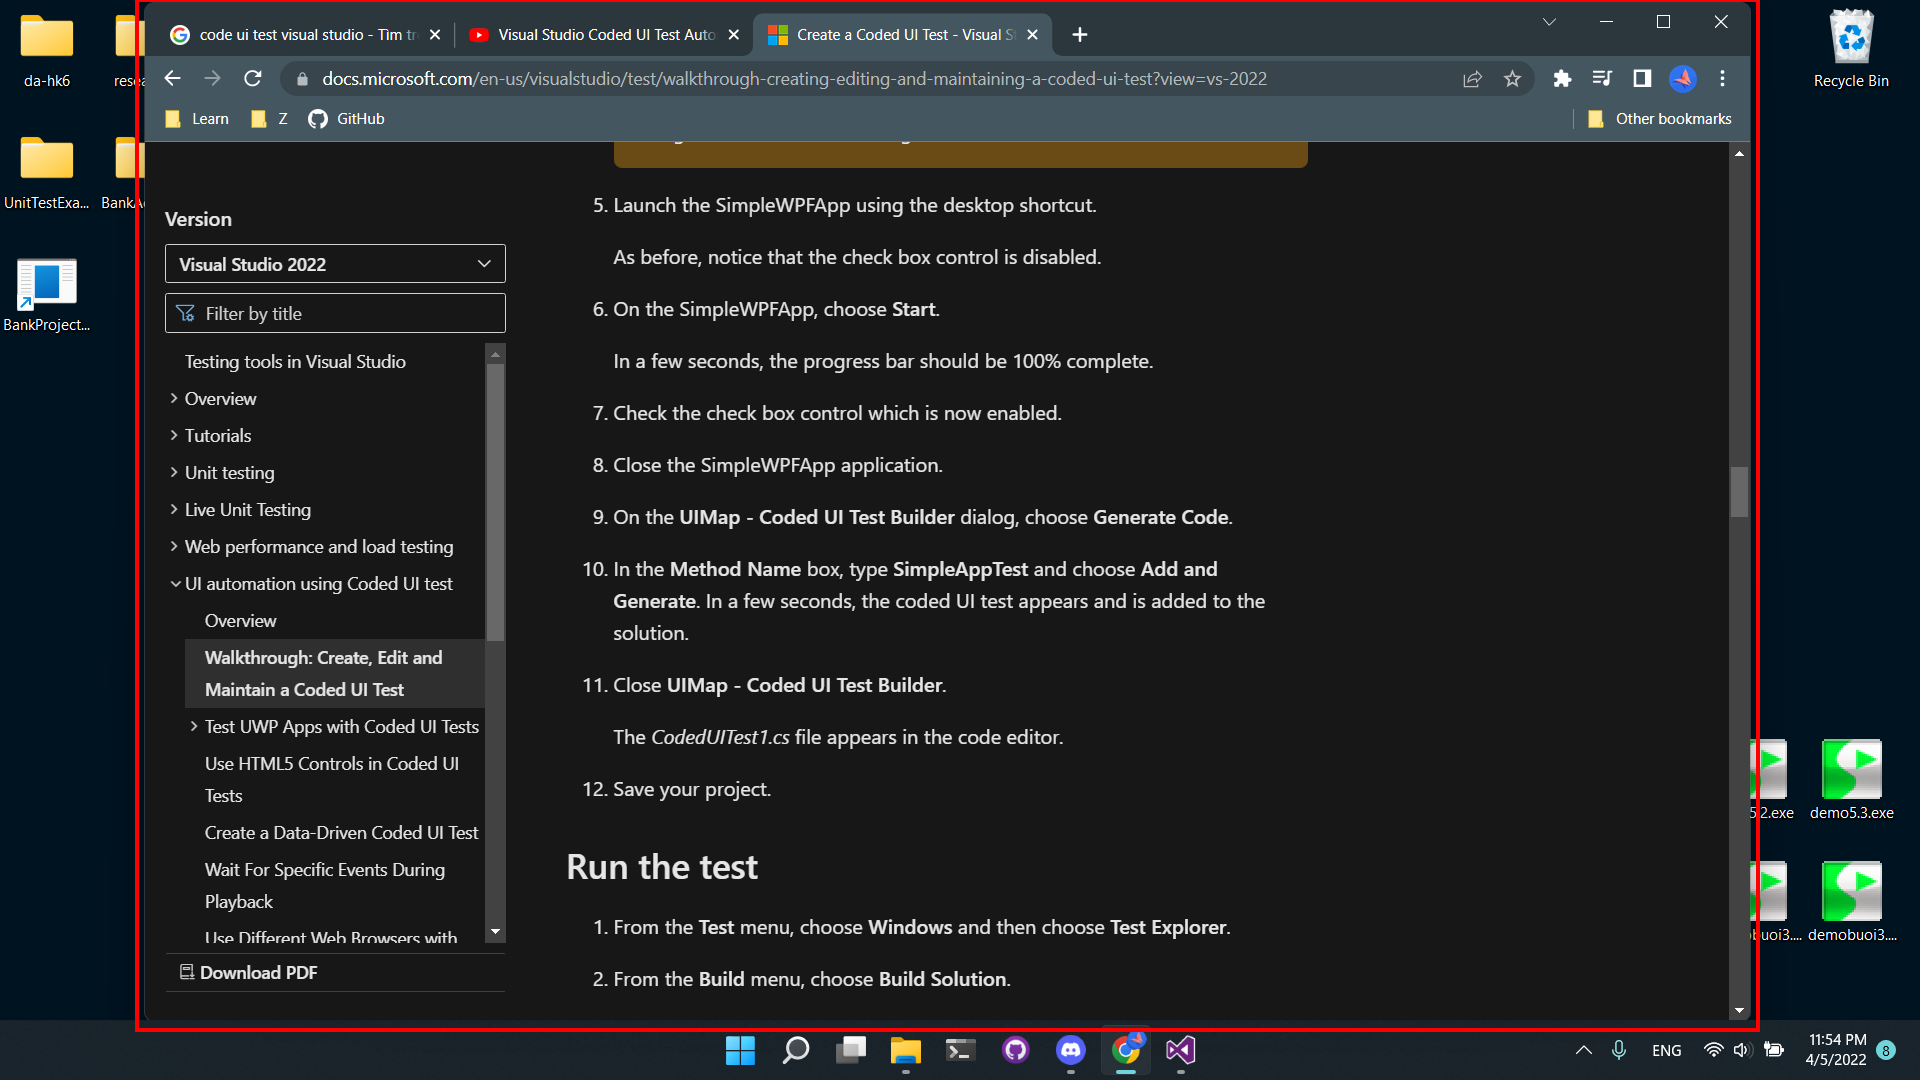 da-hk6
resea
UnitTestExa...
BankAc
BankProject...
code ui test visual studio - Tìm tr
Visual Studio Coded UI Test Auto
Create a Coded UI Test - Visual S
docs.microsoft.com/en-us/visualstudio/test/walkthrough-creating-editing-and-maintaining-a-coded-ui-test?view=vs-2022
Learn
Z
GitHub
Other bookmarks
Recycle Bin
Version
Visual Studio 2022
Filter by title
Testing tools in Visual Studio
Overview
Tutorials
Unit testing
Live Unit Testing
Web performance and load testing
UI automation using Coded UI test
Overview
Walkthrough: Create, Edit and
Maintain a Coded UI Test
Test UWP Apps with Coded UI Tests
Use HTML5 Controls in Coded UI
Tests
Create a Data-Driven Coded UI Test
Wait For Specific Events During
Playback
Use Different Web Browsers with
Download PDF
5. Launch the SimpleWPFApp using the desktop shortcut.
As before, notice that the check box control is disabled.
6. On the SimpleWPFApp, choose Start.
In a few seconds, the progress bar should be 100% complete.
7. Check the check box control which is now enabled.
8. Close the SimpleWPFApp application.
9. On the UIMap - Coded UI Test Builder dialog, choose Generate Code.
10. In the Method Name box, type SimpleAppTest and choose Add and
Generate. In a few seconds, the coded UI test appears and is added to the
solution.
11. Close UIMap - Coded UI Test Builder.
The CodedUITest1.cs file appears in the code editor.
12. Save your project.
Run the test
1. From the Test menu, choose Windows and then choose Test Explorer.
2. From the Build menu, choose Build Solution.
5.2.exe
demo5.3.exe
buoi3....
demobuoi3....
ENG
11:54 PM
4/5/2022
8